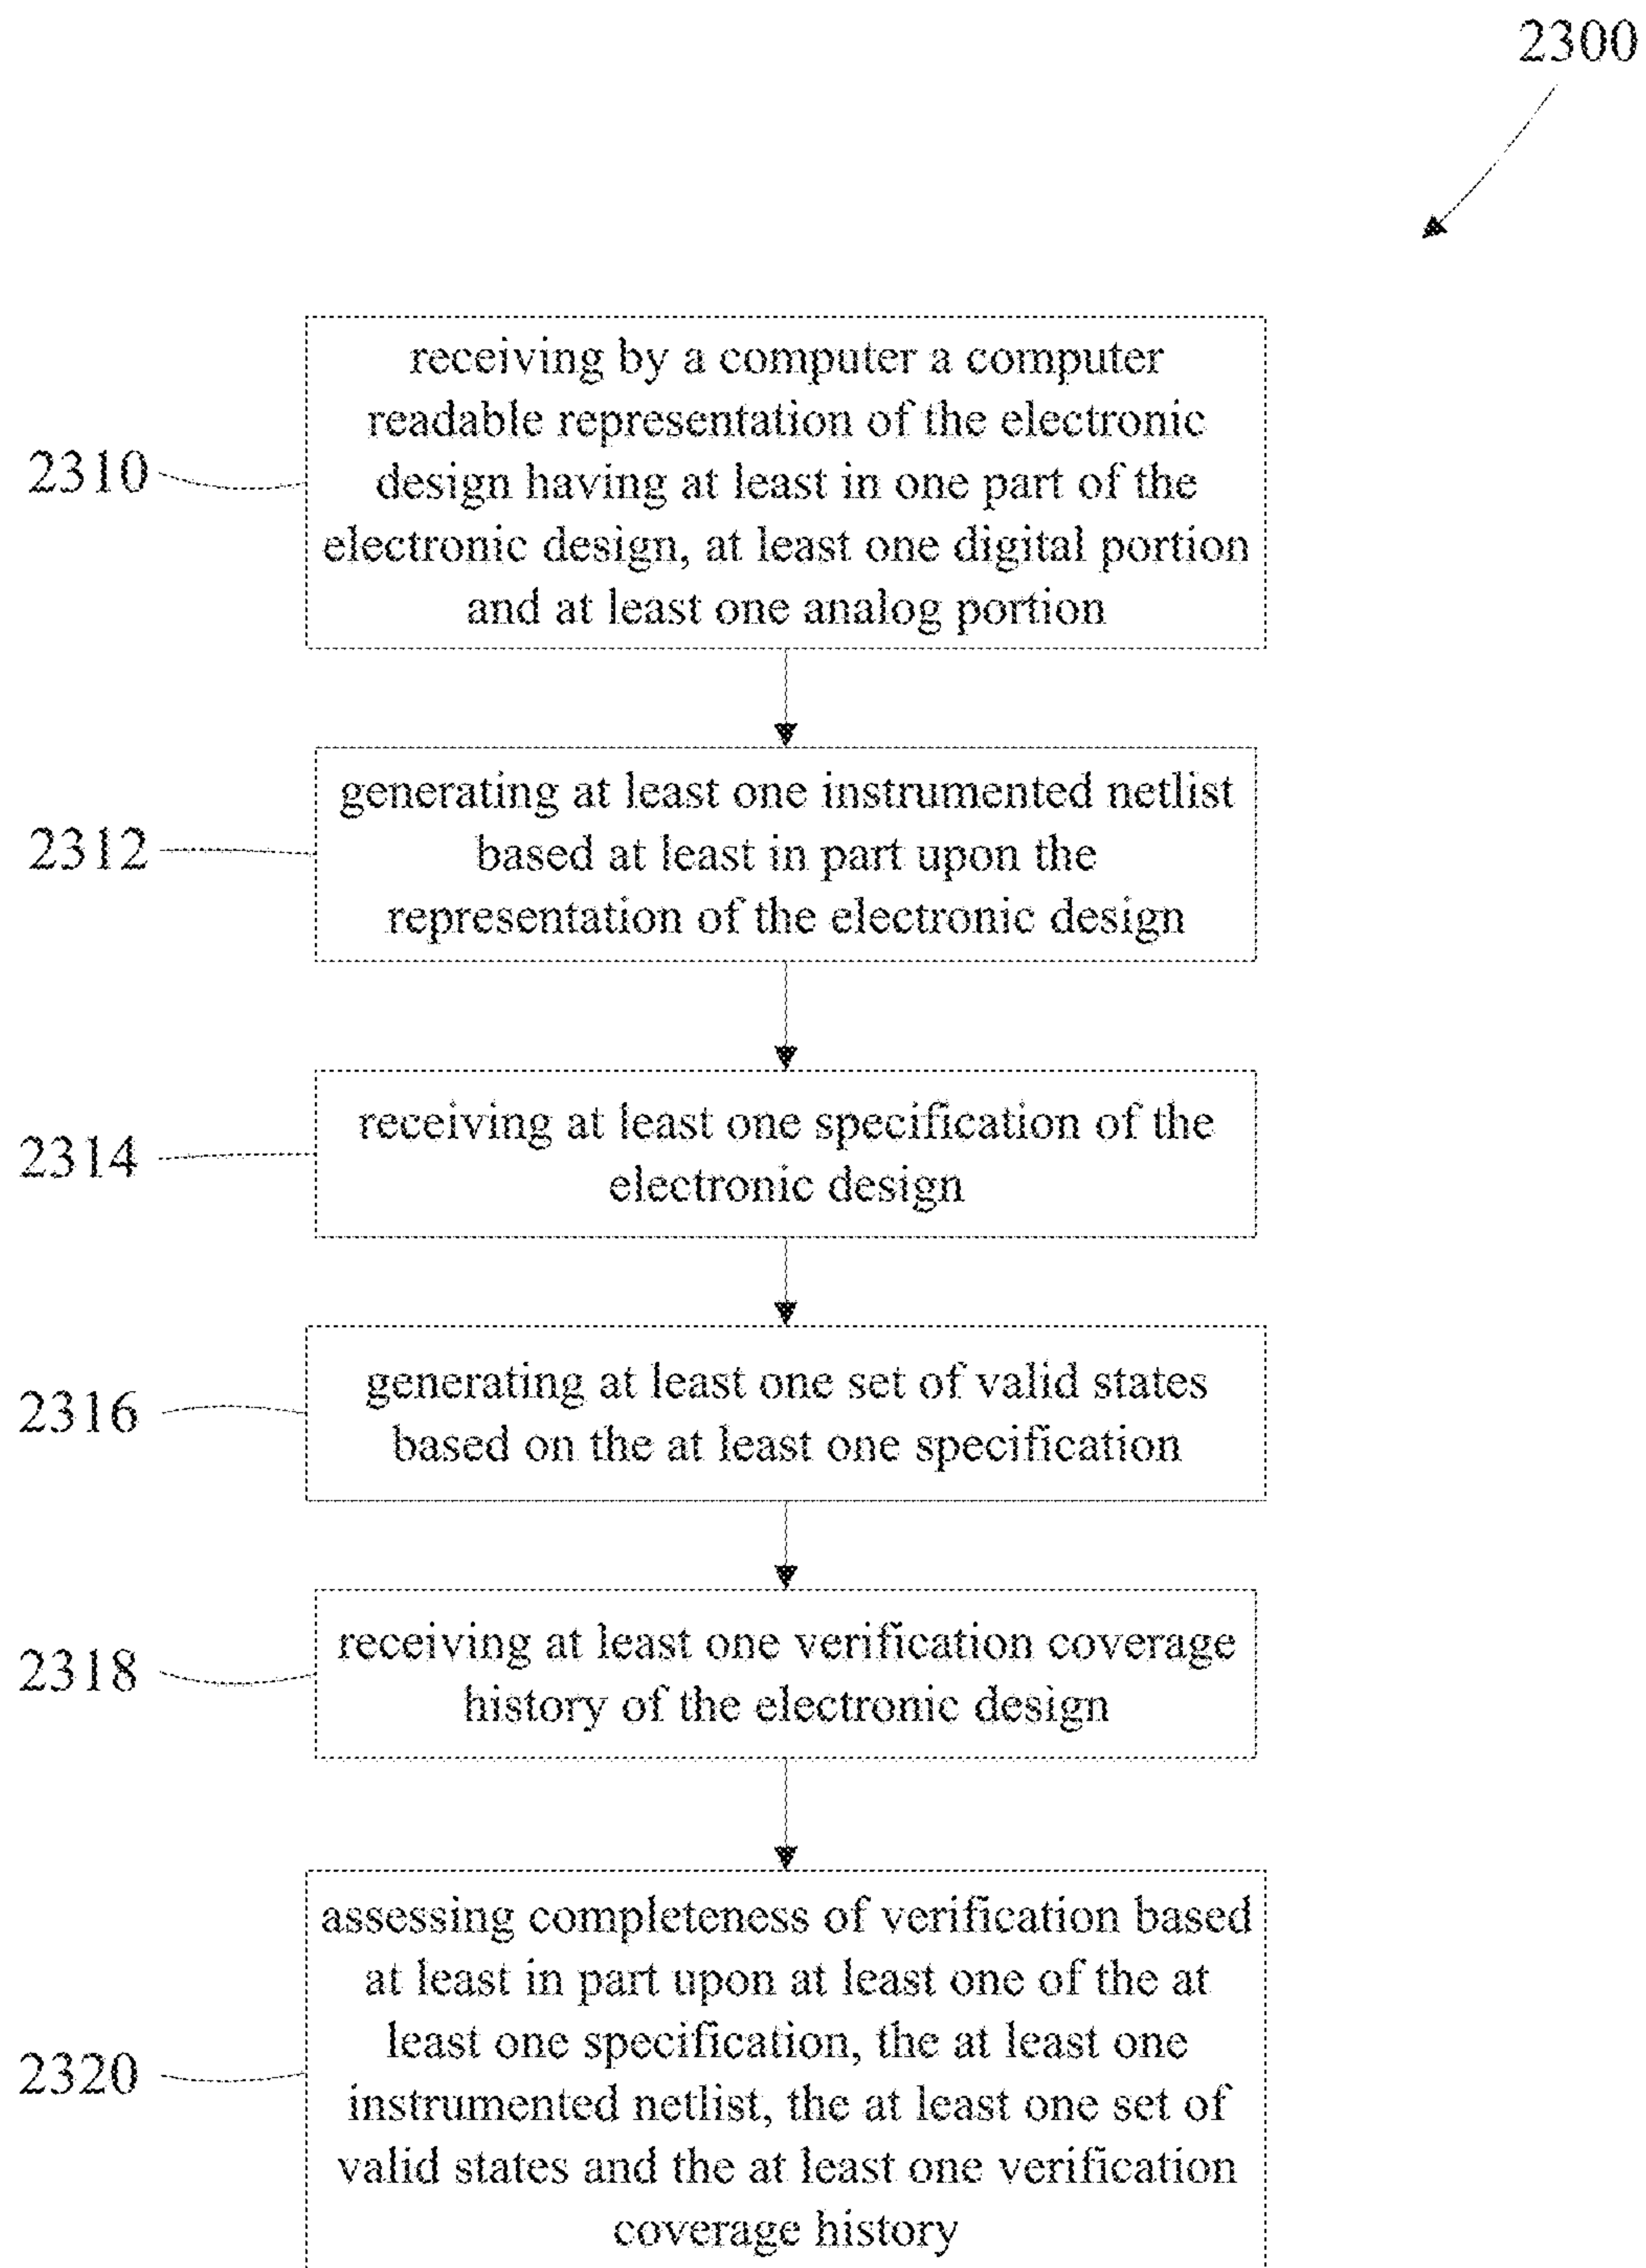 2300
receiving by a computer a computer
readable representation of the electronic
design having at least in one part of the
electronic design, at least one digital portion
and at least one analog portion
2310
generating at least one instrumented netlist
based at least in part upon the
representation of the electronic design
2312
receiving at least one specification of the
electronic design
2314
generating at least one set of valid states
based on the at least one specification
2316
receiving at least one verification coverage
history of the electronic design
2318
assessing completeness of verification based
at least in part upon at least one of the at
least one specification, the at least one
instrumented netlist, the at least one set of
valid states and the at least one verification
coverage history
2320